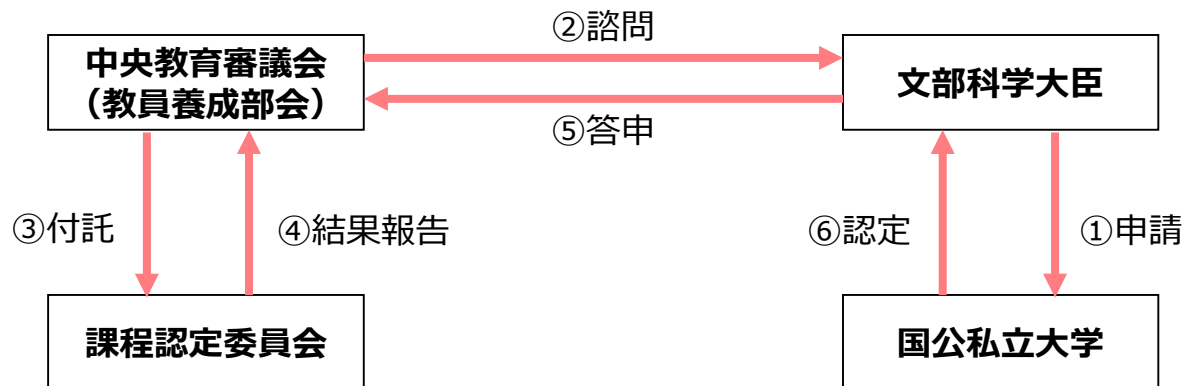 ②諮問
中央教育審議会
（教員養成部会）
文部科学大臣
⑤答申
③付託
④結果報告
⑥認定
①申請
課程認定委員会
国公私立大学